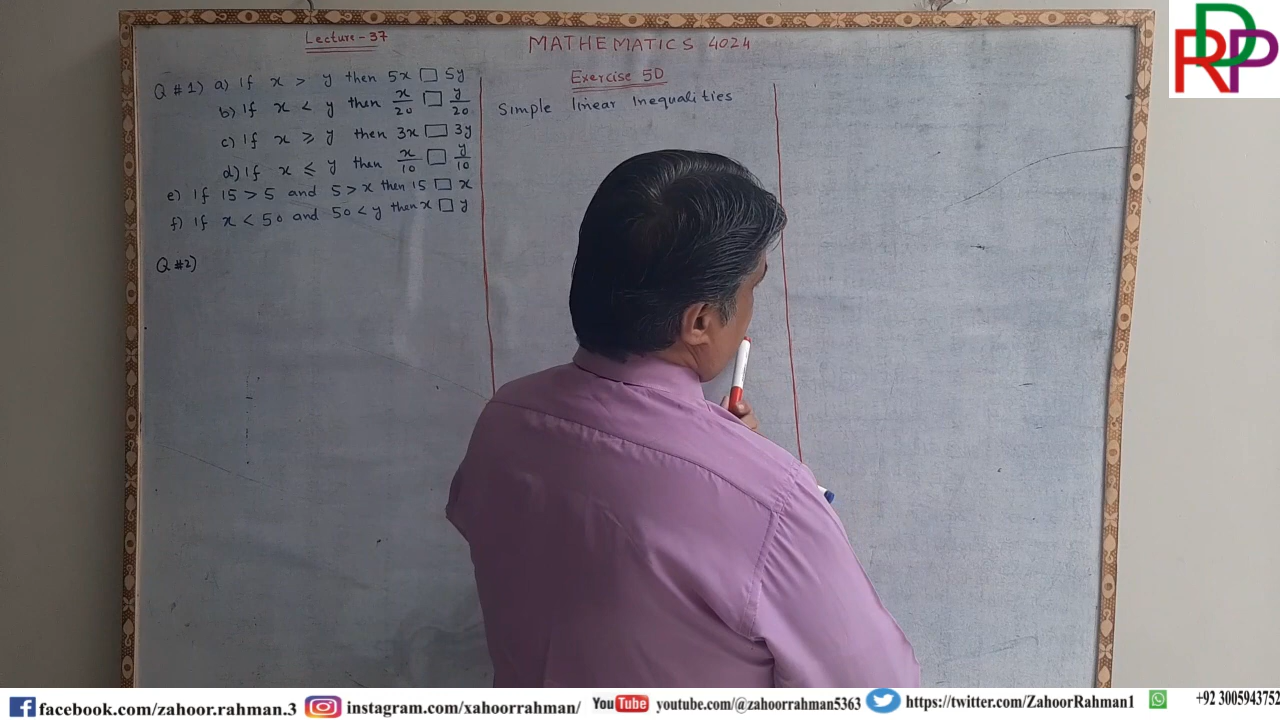 Lecture-37
MATHEMATICS 4024
Q #1) a) If x > y then 5x □ 5y
b) If x < y then x/20 □ y/20
c) If x ⩾ y then 3x □ 3y
d) If x ⩽ y then x/10 □ y/10
e) If 15 > 5 and 5 > x then 15 □ x
f) If x < 50 and 50 < y then x □ y
Q #2)
Exercise 5D
Simple linear Inequalities
RDP
facebook.com/zahoor.rahman.3
instagram.com/xahoorrahman/
YouTube youtube.com/@zahoorrahman5363
https://twitter.com/ZahoorRahman1
+92 3005943752